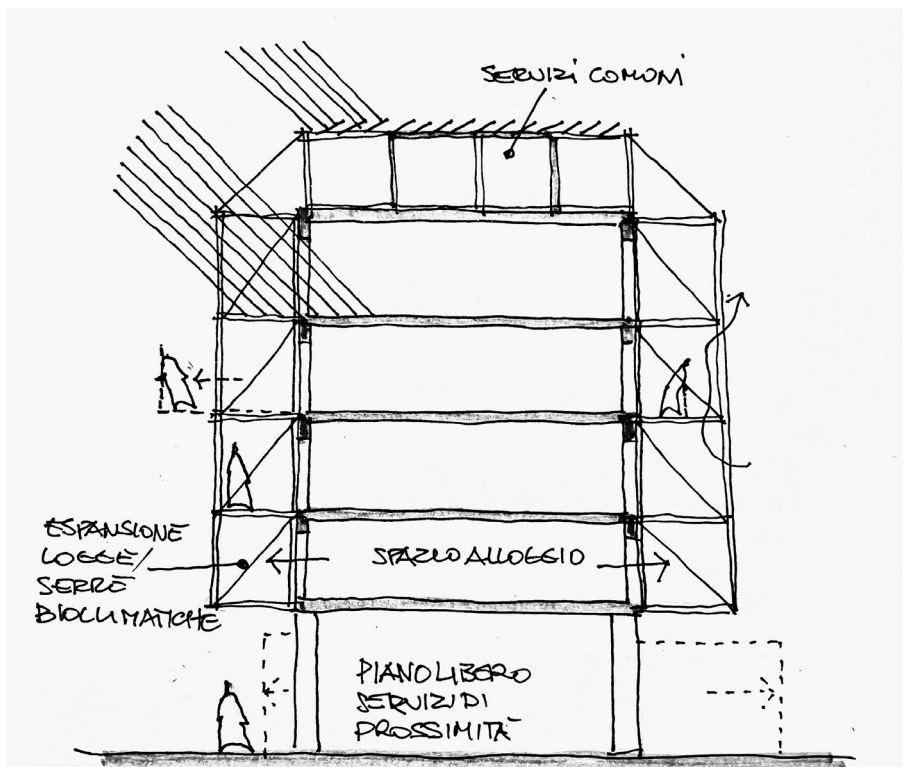 SERVIZI COMUNI
ESPANSIONE
LOGGE/
SERRE
BIOCLIMATICHE
SPAZIO ALLOGGIO
PIANO LIBERO
SERVIZI DI
PROSSIMITÀ